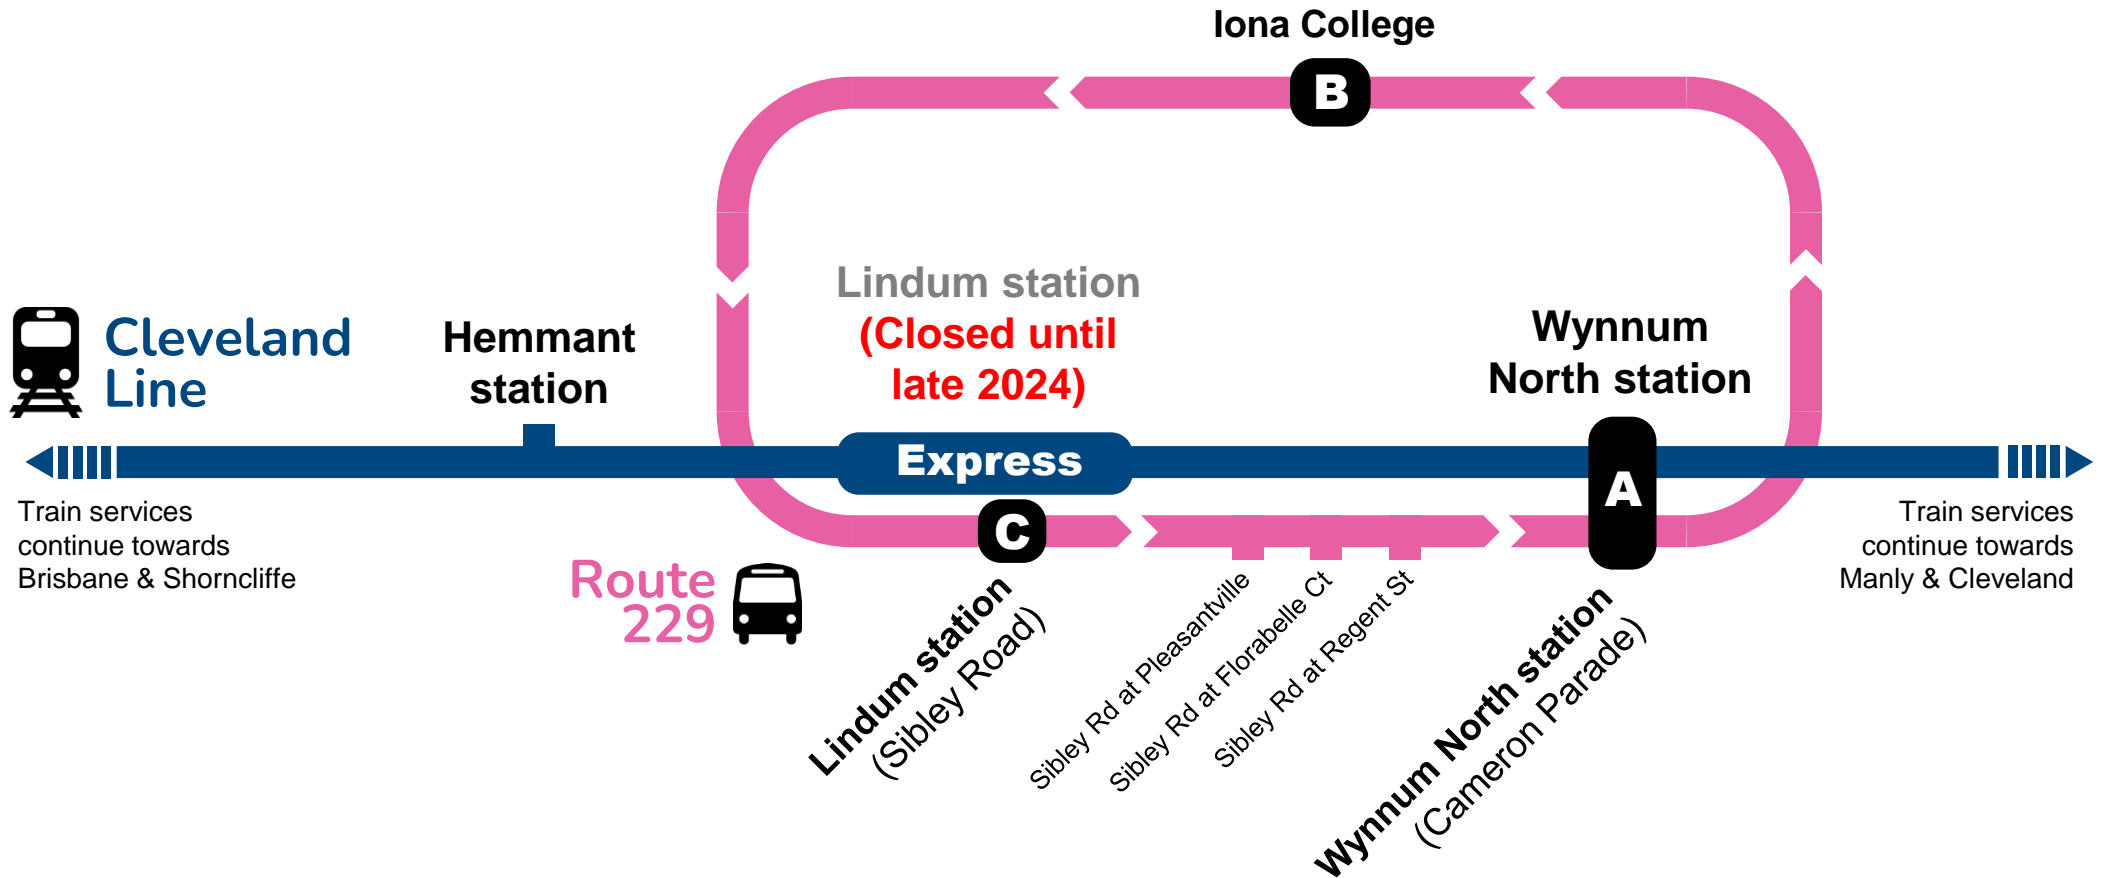 Iona College
B
Lindum station
(Closed until
late 2024)
Cleveland
Line
Hemmant
station
Wynnum
North station
Express
A
Train services
continue towards
Brisbane & Shorncliffe
Train services
continue towards
Manly & Cleveland
C
Route
229
Lindum station
(Sibley Road)
Sibley Rd at Pleasantville
Sibley Rd at Florabelle Ct
Sibley Rd at Regent St
Wynnum North station
(Cameron Parade)